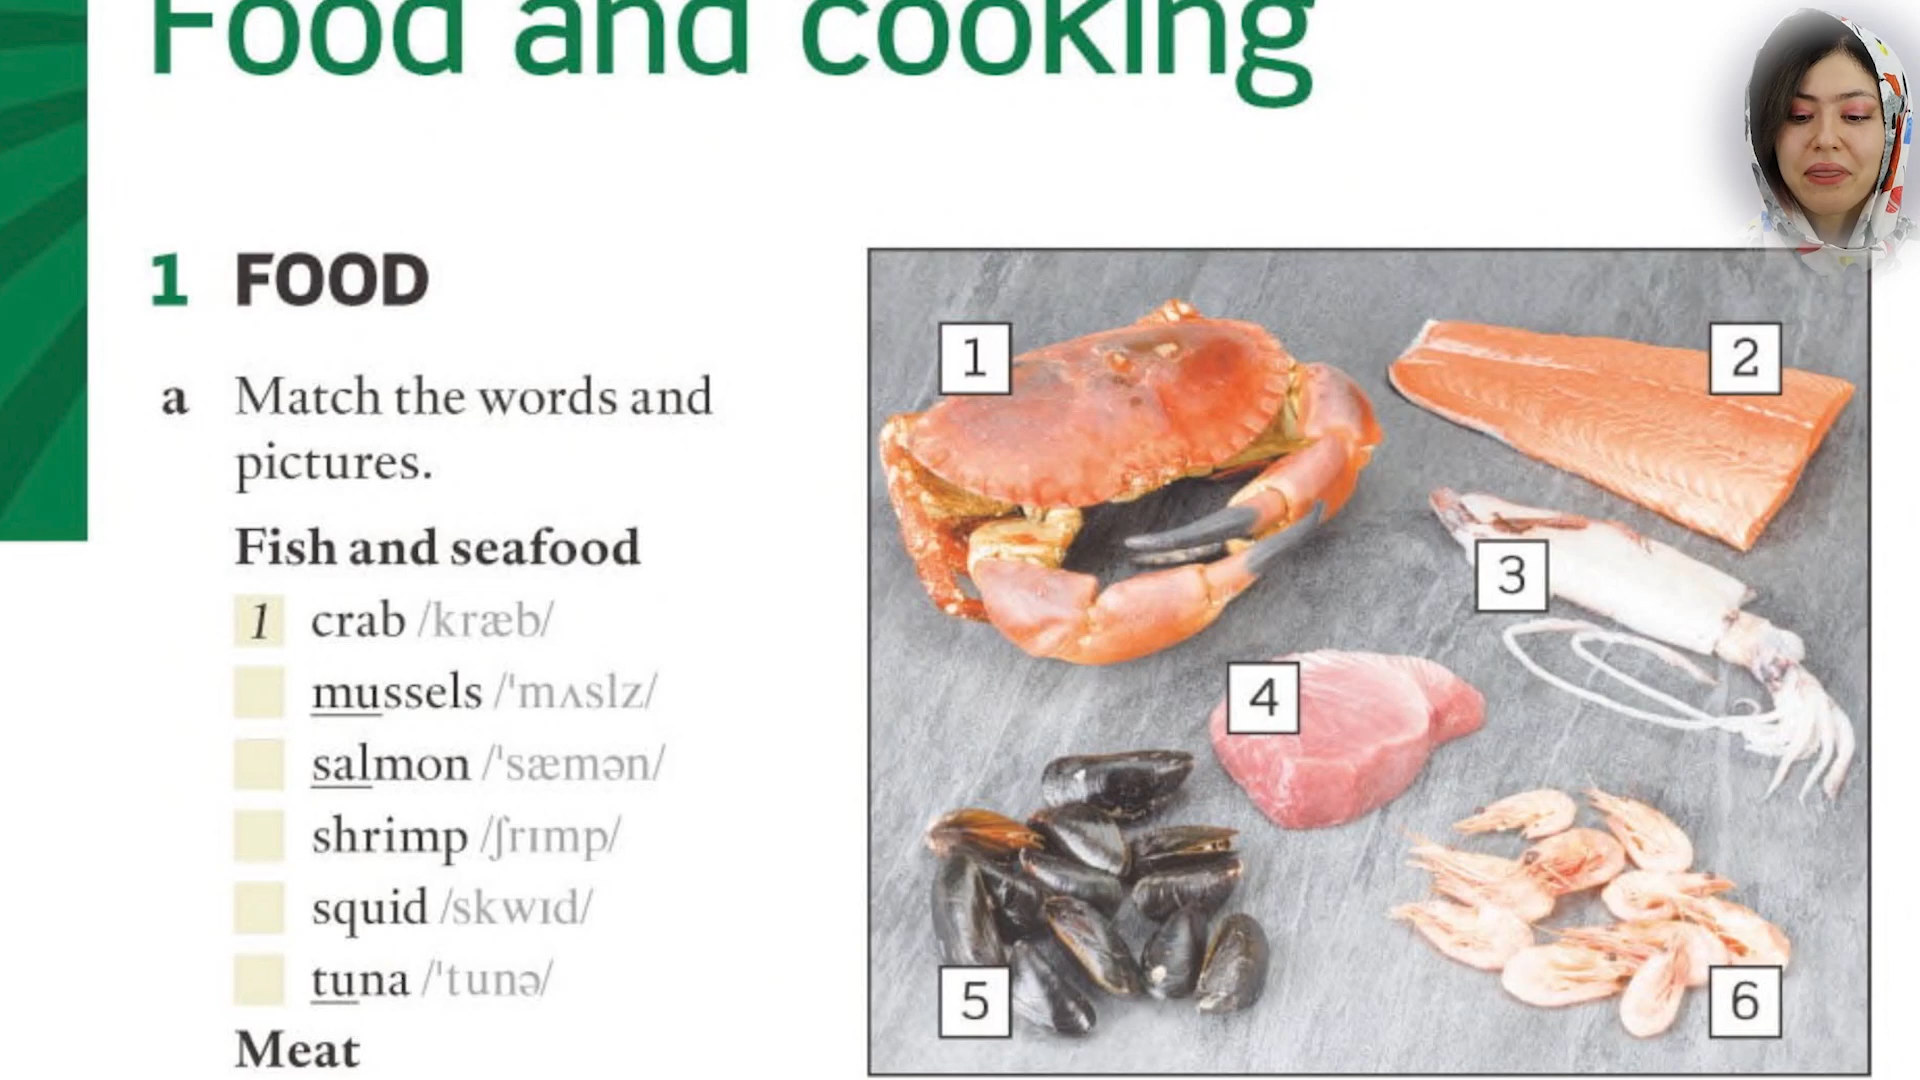 Food and cooking
1 FOOD
a Match the words and
pictures.
Fish and seafood
1 crab /kræb/
mussels /ˈmʌslz/
salmon /ˈsæmən/
shrimp /ʃrɪmp/
squid /skwɪd/
tuna /ˈtunə/
Meat
1
2
3
4
5
6